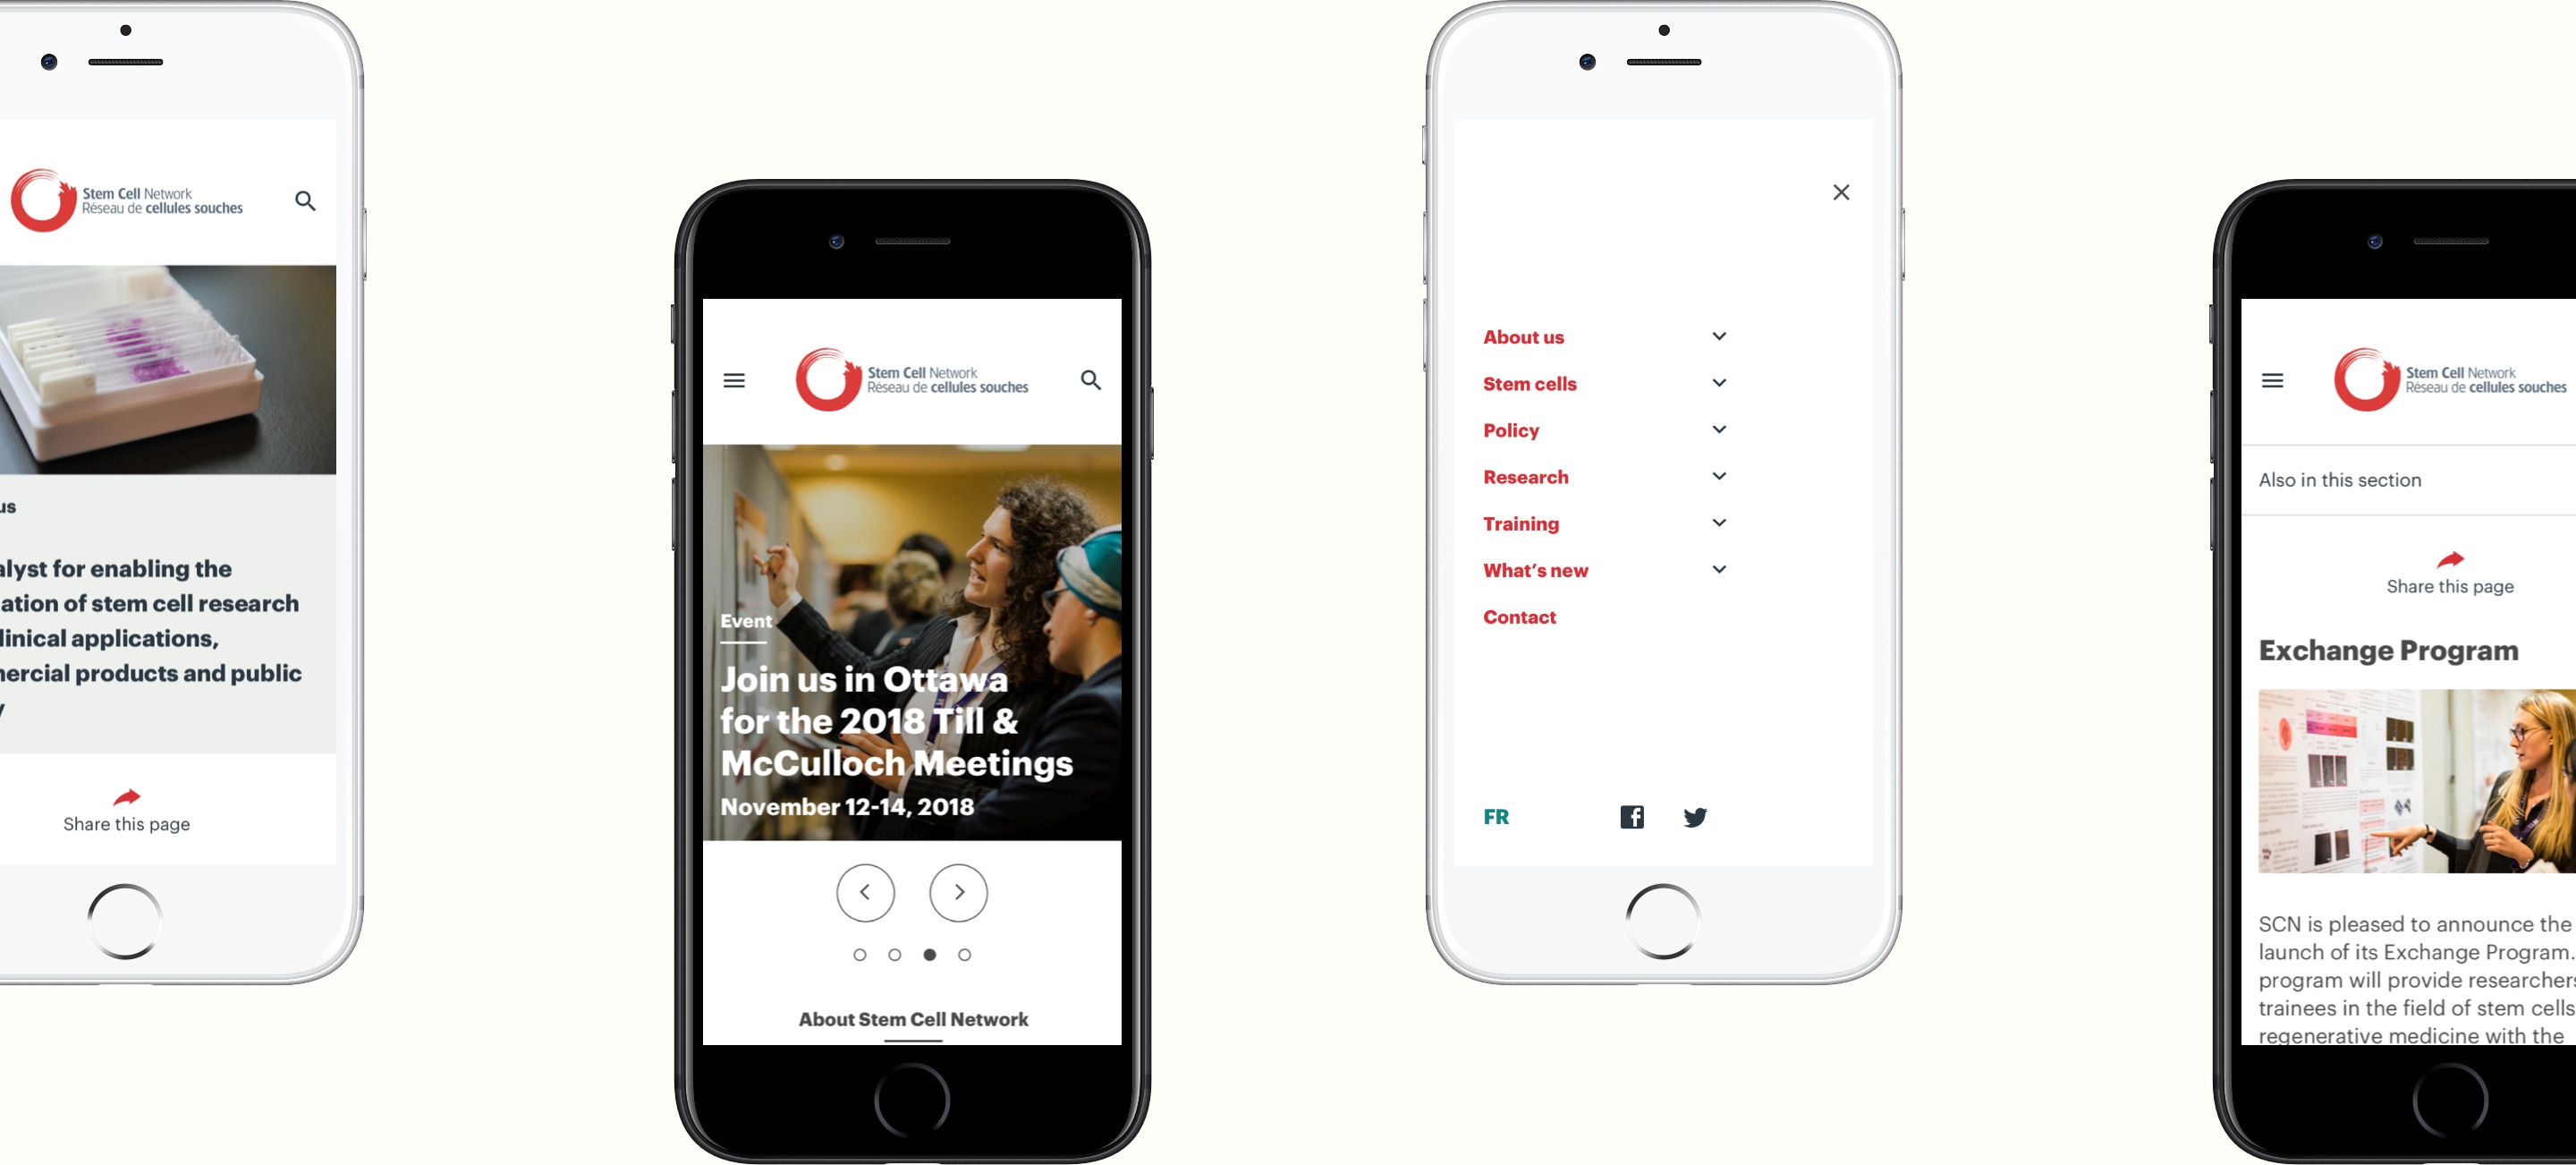 Stem Cell Network
Réseau de cellules souches
us
alyst for enabling the
ation of stem cell research
linical applications,
nercial products and public
Share this page
Stem Cell Network
Réseau de cellules souches
Event
Join us in Ottawa
for the 2018 Till &
McCulloch Meetings
November 12-14, 2018
About Stem Cell Network
About us
Stem cells
Policy
Research
Training
What's new
Contact
FR
Stem Cell Network
Réseau de cellules souches
Also in this section
Share this page
Exchange Program
SCN is pleased to announce the
launch of its Exchange Program.
program will provide researchers
trainees in the field of stem cells
regenerative medicine with the